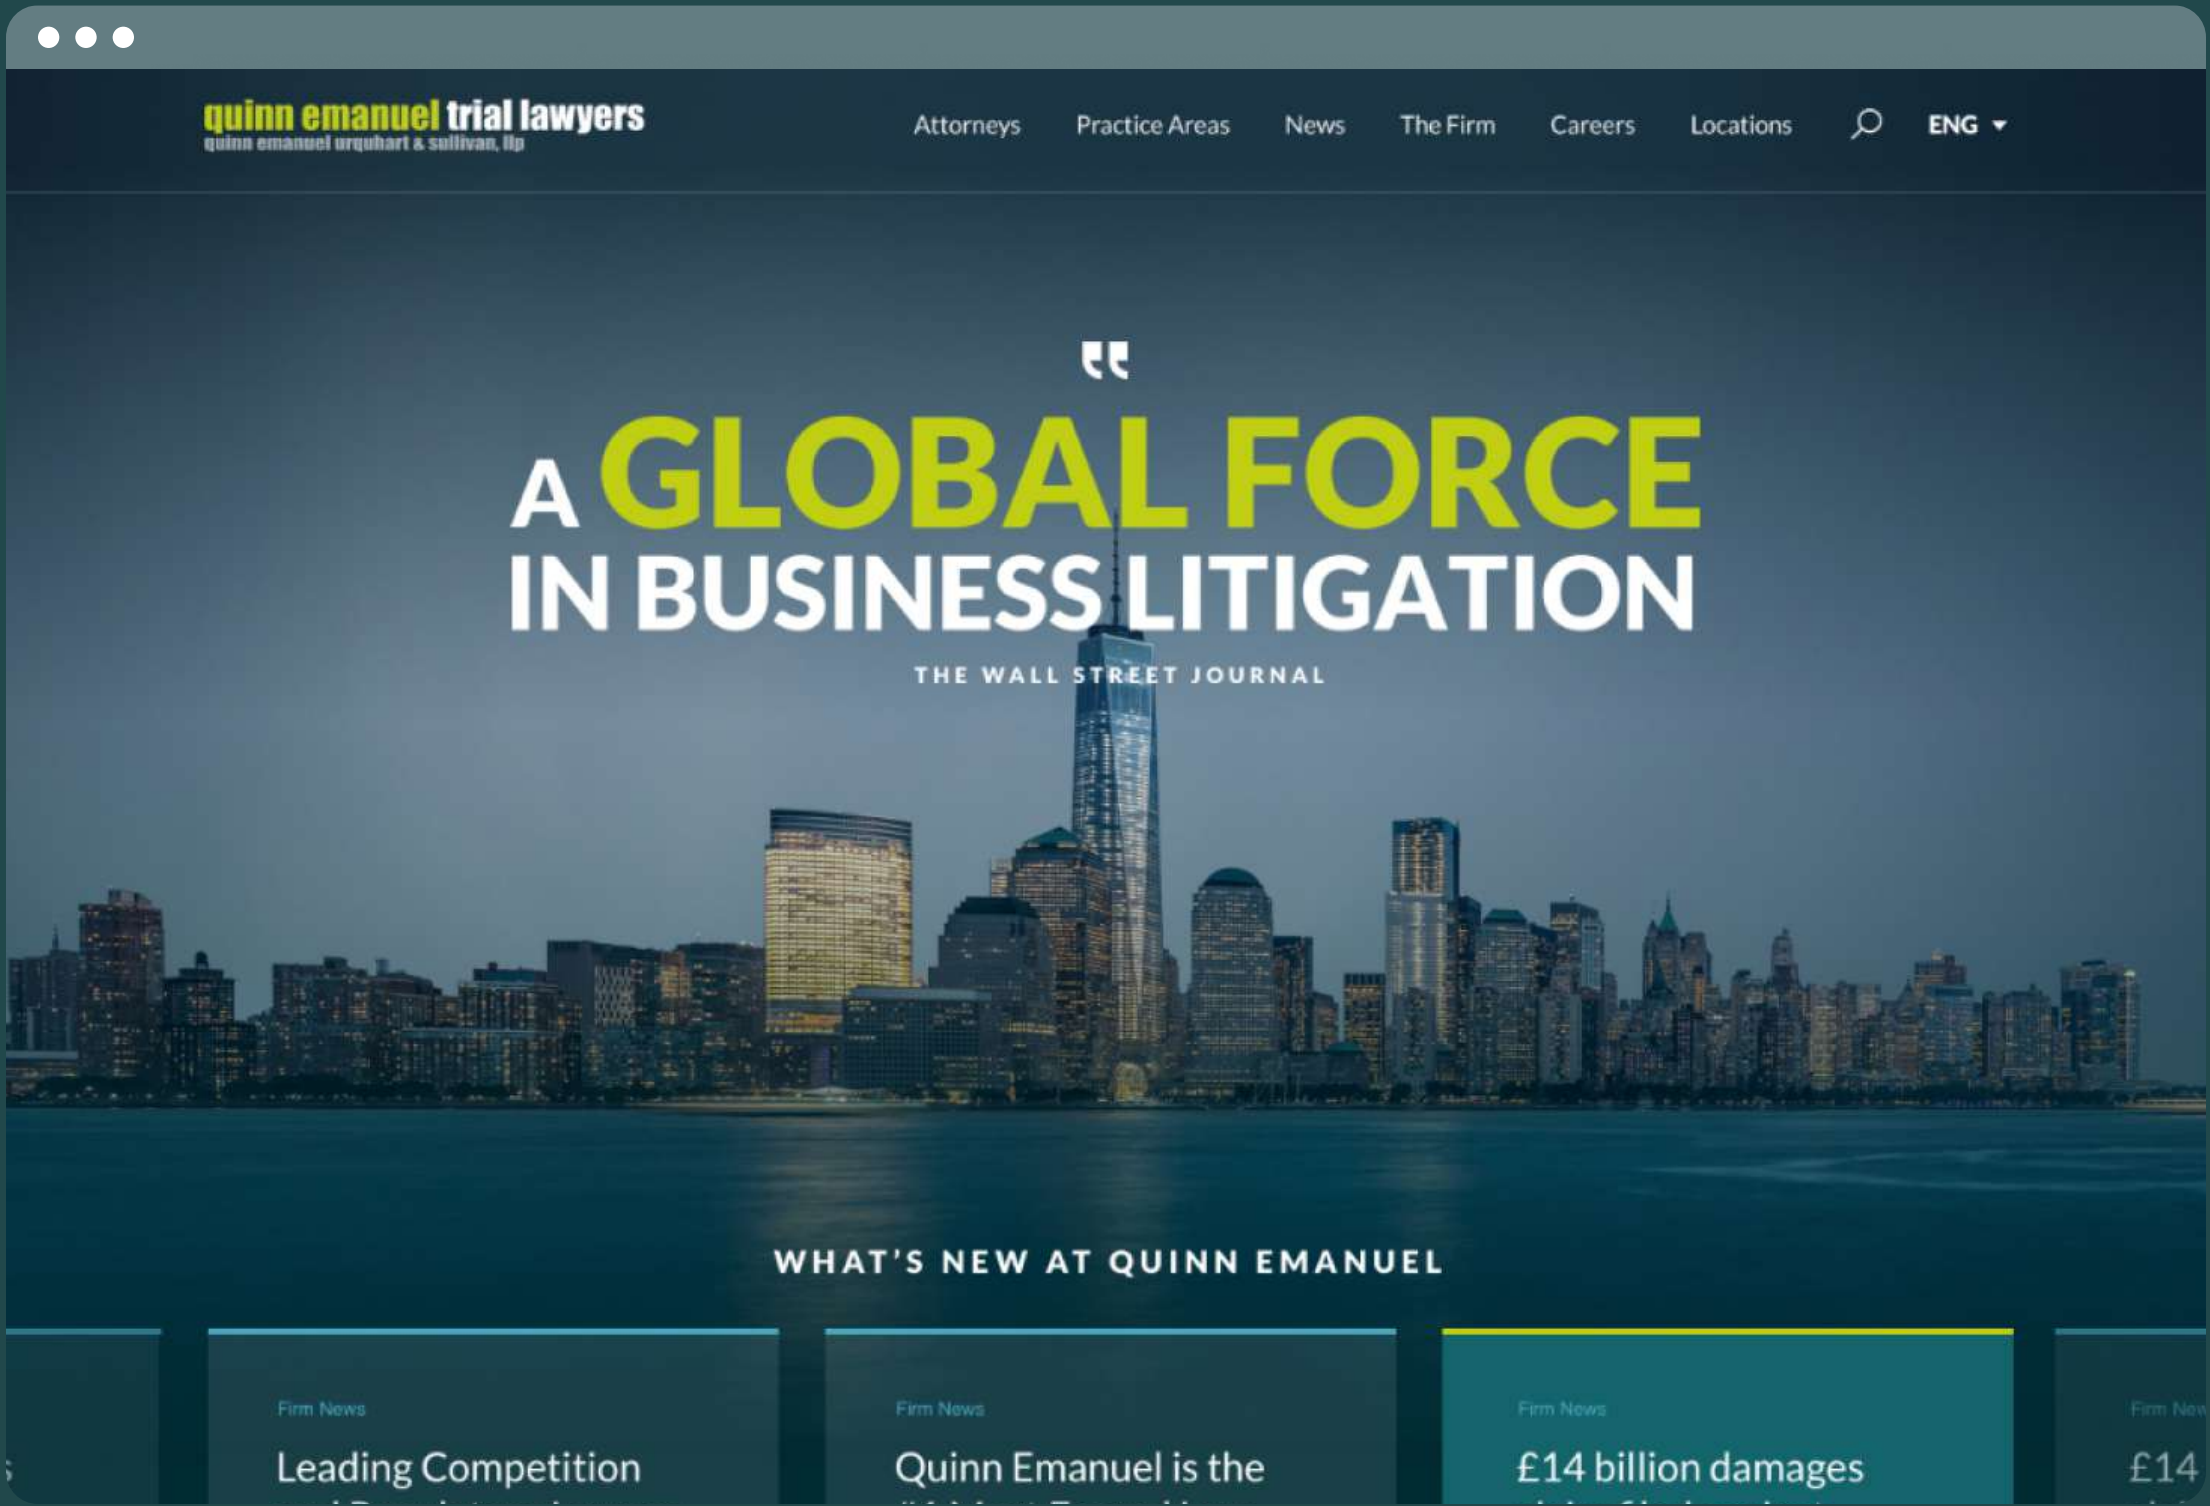 quinn emanuel trial lawyers
quinn emanuel urquhart & sullivan, llp
Attorneys Practice Areas News The Firm Careers Locations ENG
“
A GLOBAL FORCE
IN BUSINESS LITIGATION
THE WALL STREET JOURNAL
WHAT'S NEW AT QUINN EMANUEL
Firm News Firm News Firm News Firm
Leading Competition Quinn Emanuel is the £14 billion damages £14